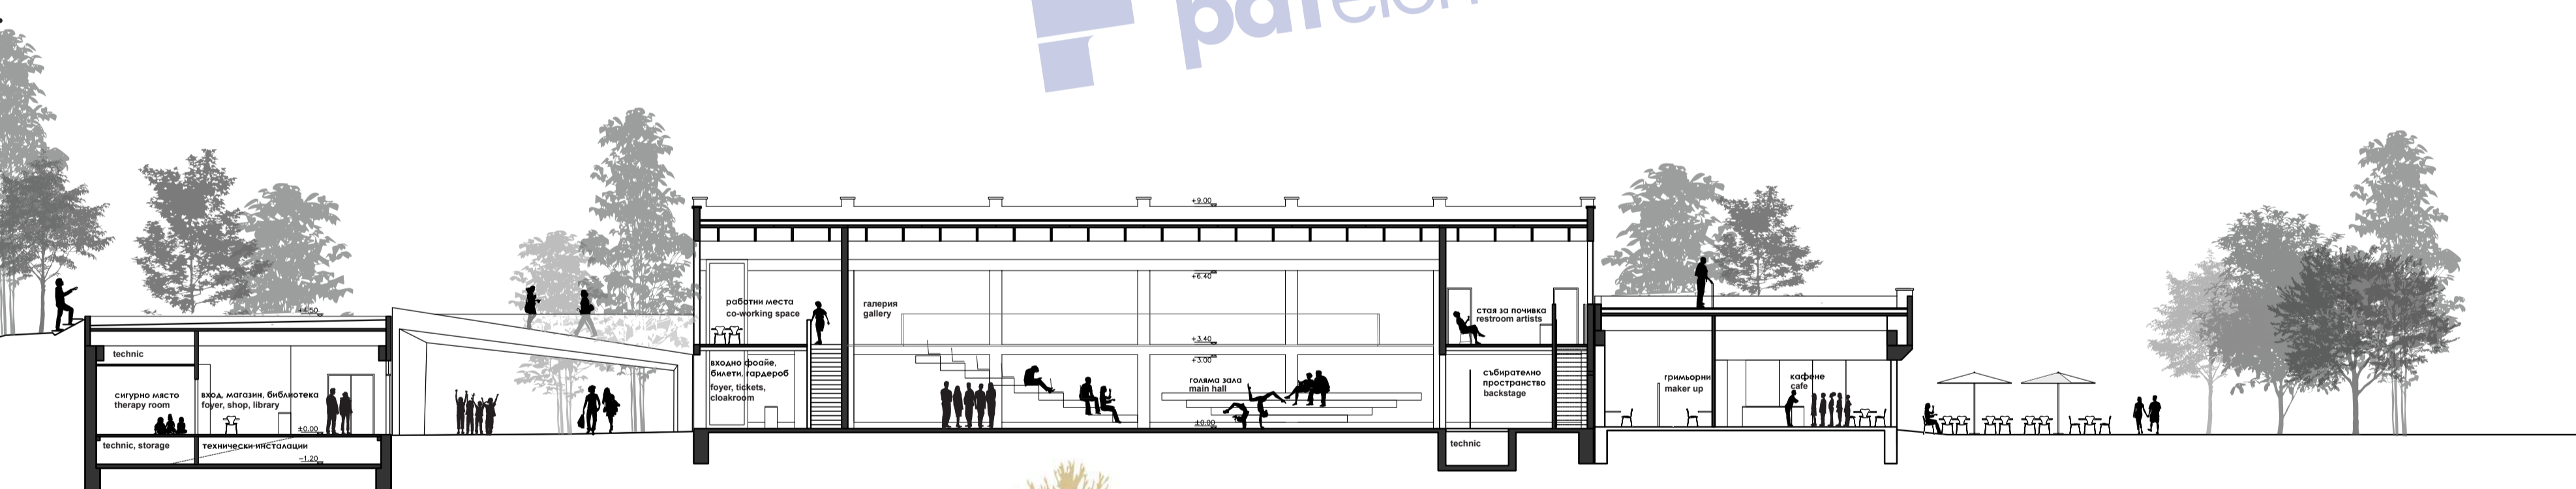 +9.00
+6.40
+4.50
работни места
co-working space
галерия
gallery
стая за почивка
restroom artists
+3.40
+3.00
technic
входно фоайе,
билети, гардероб
foyer, tickets,
cloakroom
голяма зала
main hall
събирателно
пространство
backstage
гримьорни
maker up
кафене
cafe
сигурно място
therapy room
вход, магазин, библиотека
foyer, shop, library
±0.00
±0.00
technic, storage
технически инсталации
technic
−1.20